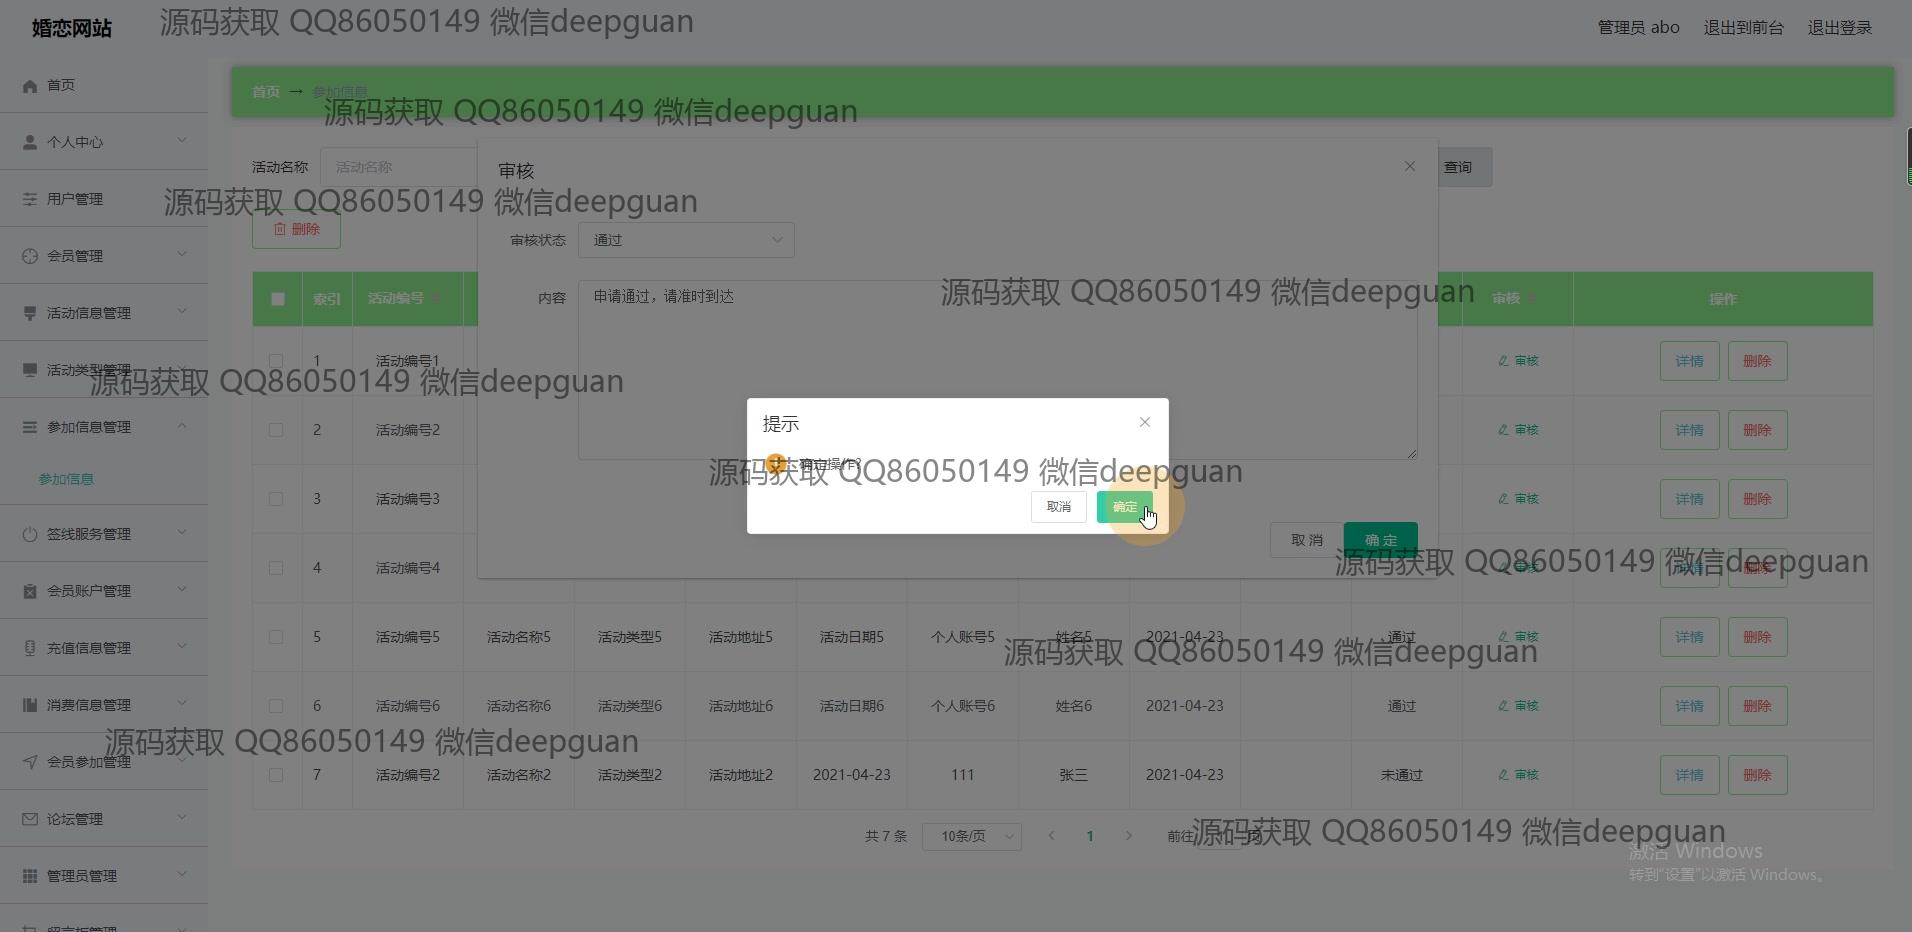 婚恋网站
源码获取 QQ86050149 微信deepguan
管理员 abo 退出到前台 退出登录
首页
个人中心
用户管理
会员管理
活动信息管理
活动类型管理
参加信息管理
参加信息
签线服务管理
会员账户管理
充值信息管理
消费信息管理
会员参加管理
论坛管理
管理员管理
留言板管理
首页 → 参加信息
源码获取 QQ86050149 微信deepguan
活动名称 活动名称 查询
源码获取 QQ86050149 微信deepguan
删除
审核
审核状态 通过
内容 申请通过，请准时到达
源码获取 QQ86050149 微信deepguan
取消 确定
提示
确定操作?
源码获取 QQ86050149 微信deepguan
取消 确定
索引 活动编号 审核 操作
1 活动编号1 审核 详情 删除
源码获取 QQ86050149 微信deepguan
2 活动编号2 审核 详情 删除
3 活动编号3 审核 详情 删除
4 活动编号4 审核 详情 删除
源码获取 QQ86050149 微信deepguan
5 活动编号5 活动名称5 活动类型5 活动地址5 活动日期5 个人账号5 姓名5 2021-04-23 通过 审核 详情 删除
源码获取 QQ86050149 微信deepguan
6 活动编号6 活动名称6 活动类型6 活动地址6 活动日期6 个人账号6 姓名6 2021-04-23 通过 审核 详情 删除
源码获取 QQ86050149 微信deepguan
7 活动编号2 活动名称2 活动类型2 活动地址2 2021-04-23 111 张三 2021-04-23 未通过 审核 详情 删除
共 7 条 10条/页 1 前往 1 页
源码获取 QQ86050149 微信deepguan
激活 Windows
转到“设置”以激活 Windows。